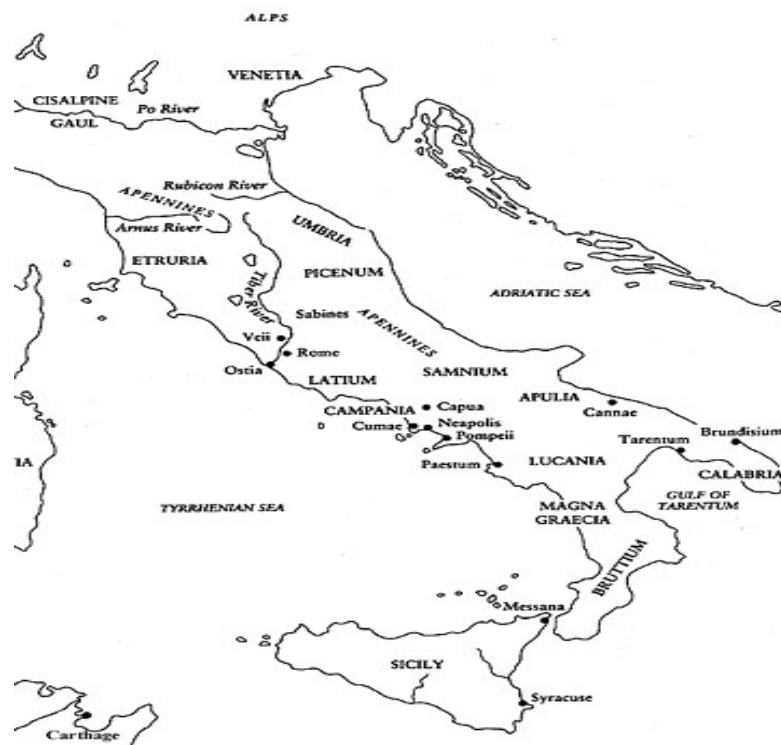 ALPS
VENETIA
CISALPINE
GAUL
Po River
Rubicon River
APENNINES
Arnus River
UMBRIA
ETRURIA
PICENUM
Tiber River
ADRIATIC SEA
Sabines
APENNINES
Veii
Rome
Ostia
LATIUM
SAMNIUM
APULIA
Cannae
CAMPANIA
Capua
Cumae
Neapolis
Pompeii
Brundisium
Tarentum
Paestum
LUCANIA
CALABRIA
IA
GULF OF
TARENTUM
TYRRHENIAN SEA
MAGNA
GRAECIA
BRUTTIUM
Messana
SICILY
Syracuse
Carthage